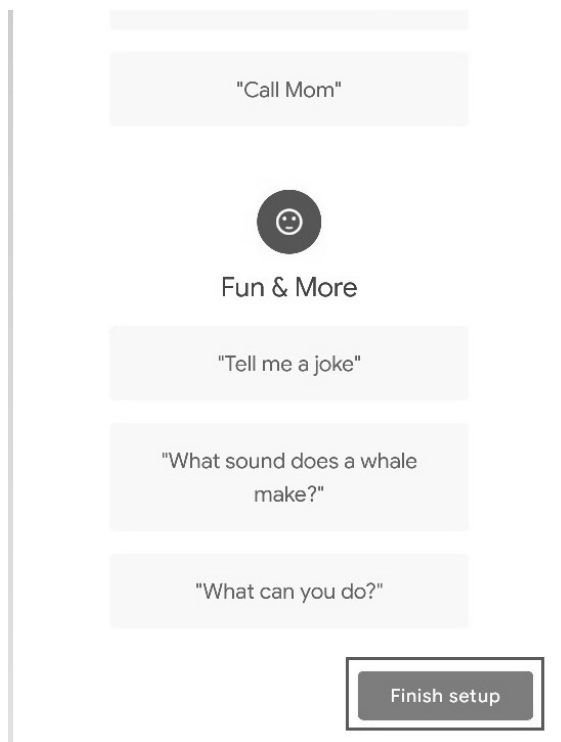 "Call Mom"
Fun & More
"Tell me a joke"
"What sound does a whale
make?"
"What can you do?"
Finish setup